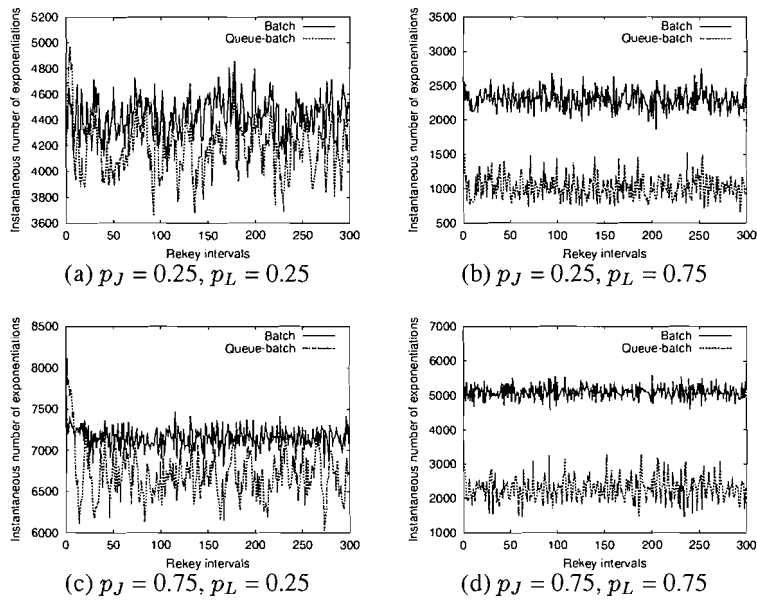 Instantaneous number of exponentiations
5200
5000
4800
4600
4400
4200
4000
3800
3600
Batch
Queue-batch
0 50 100 150 200 250 300
Rekey intervals
(a) p_J = 0.25, p_L = 0.25
Instantaneous number of exponentiations
3500
3000
2500
2000
1500
1000
500
Batch
Queue-batch
0 50 100 150 200 250 300
Rekey intervals
(b) p_J = 0.25, p_L = 0.75
Instantaneous number of exponentiations
8500
8000
7500
7000
6500
6000
Batch
Queue-batch
0 50 100 150 200 250 300
Rekey intervals
(c) p_J = 0.75, p_L = 0.25
Instantaneous number of exponentiations
7000
6000
5000
4000
3000
2000
1000
Batch
Queue-batch
0 50 100 150 200 250 300
Rekey intervals
(d) p_J = 0.75, p_L = 0.75